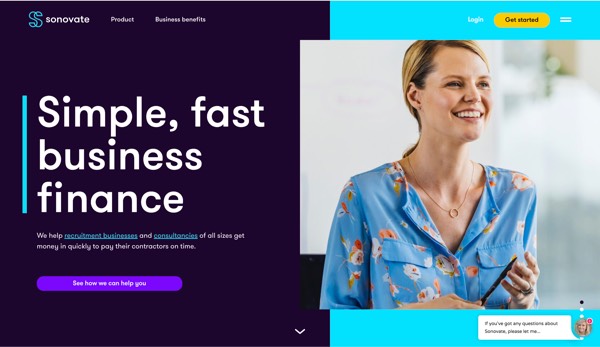 sonovate
Product
Business benefits
Login
Get started
Simple, fast
business
finance
We help recruitment businesses and consultancies of all sizes get
money in quickly to pay their contractors on time.
See how we can help you
If you've got any questions about
Sonovate, please let me...